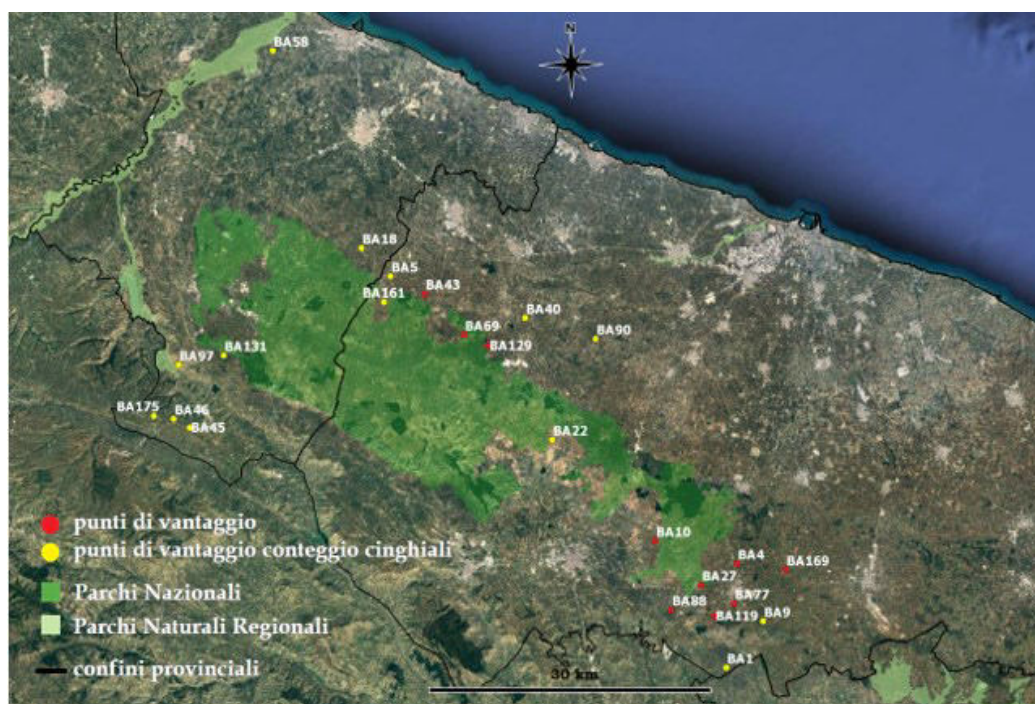 N
BA58
BA18
BA5
BA43
BA161
BA40
BA69
BA90
BA129
BA131
BA97
BA175
BA46
BA45
BA22
punti di vantaggio
BA10
punti di vantaggio conteggio cinghiali
BA4
BA169
BA27
Parchi Nazionali
BA77
BA88
BA119
BA9
Parchi Naturali Regionali
BA1
confini provinciali
30 km